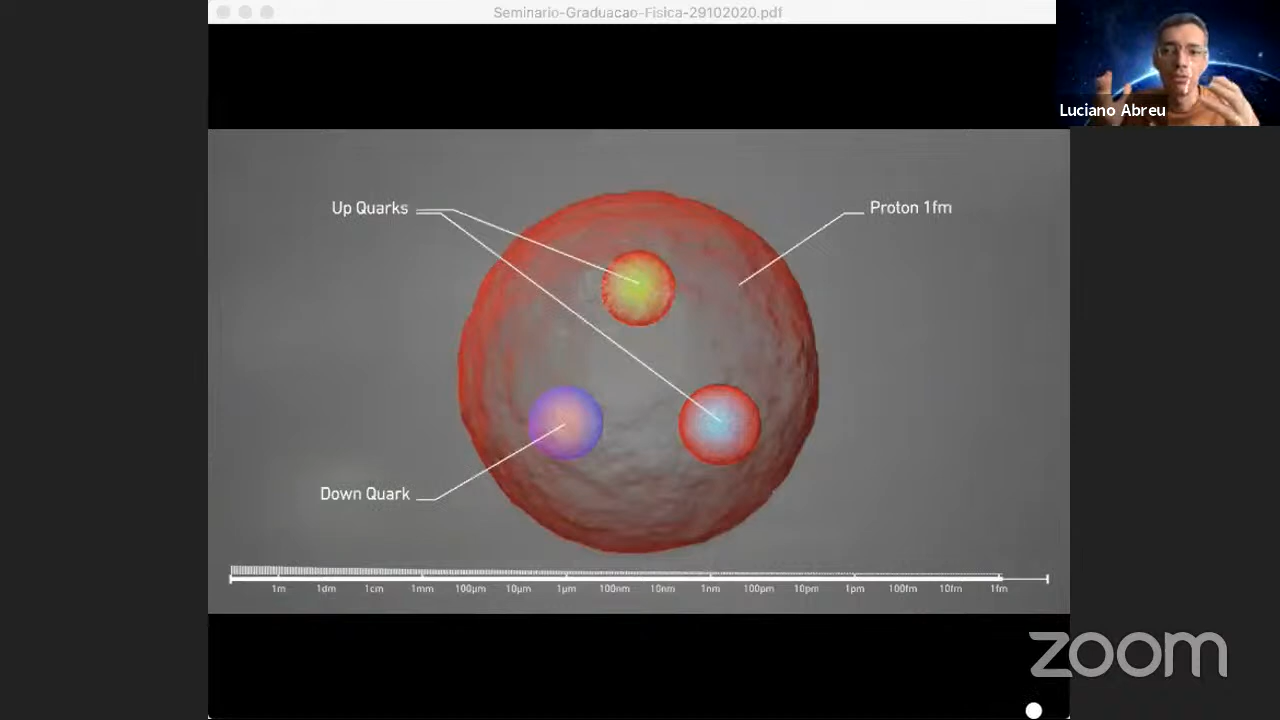 Seminario-Graduacao-Fisica-29102020.pdf
Luciano Abreu
Up Quarks
Proton 1fm
Down Quark
1m 1dm 1cm 1mm 100µm 10µm 1µm 100nm 10nm 1nm 100pm 10pm 1pm 100fm 10fm 1fm
zoom